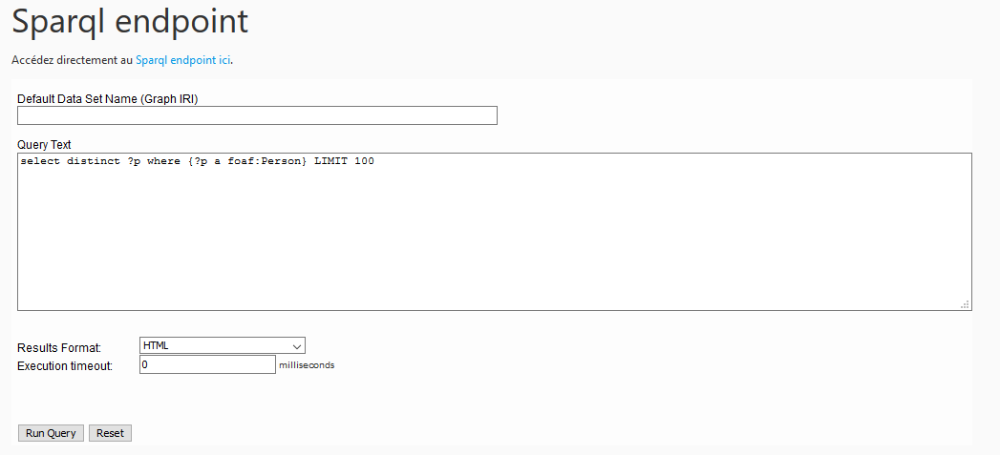 Sparql endpoint
Accédez directement au Sparql endpoint ici.
Default Data Set Name (Graph IRI)
Query Text
select distinct ?p where {?p a foaf:Person} LIMIT 100
Results Format: HTML
Execution timeout: 0 milliseconds
Run Query Reset